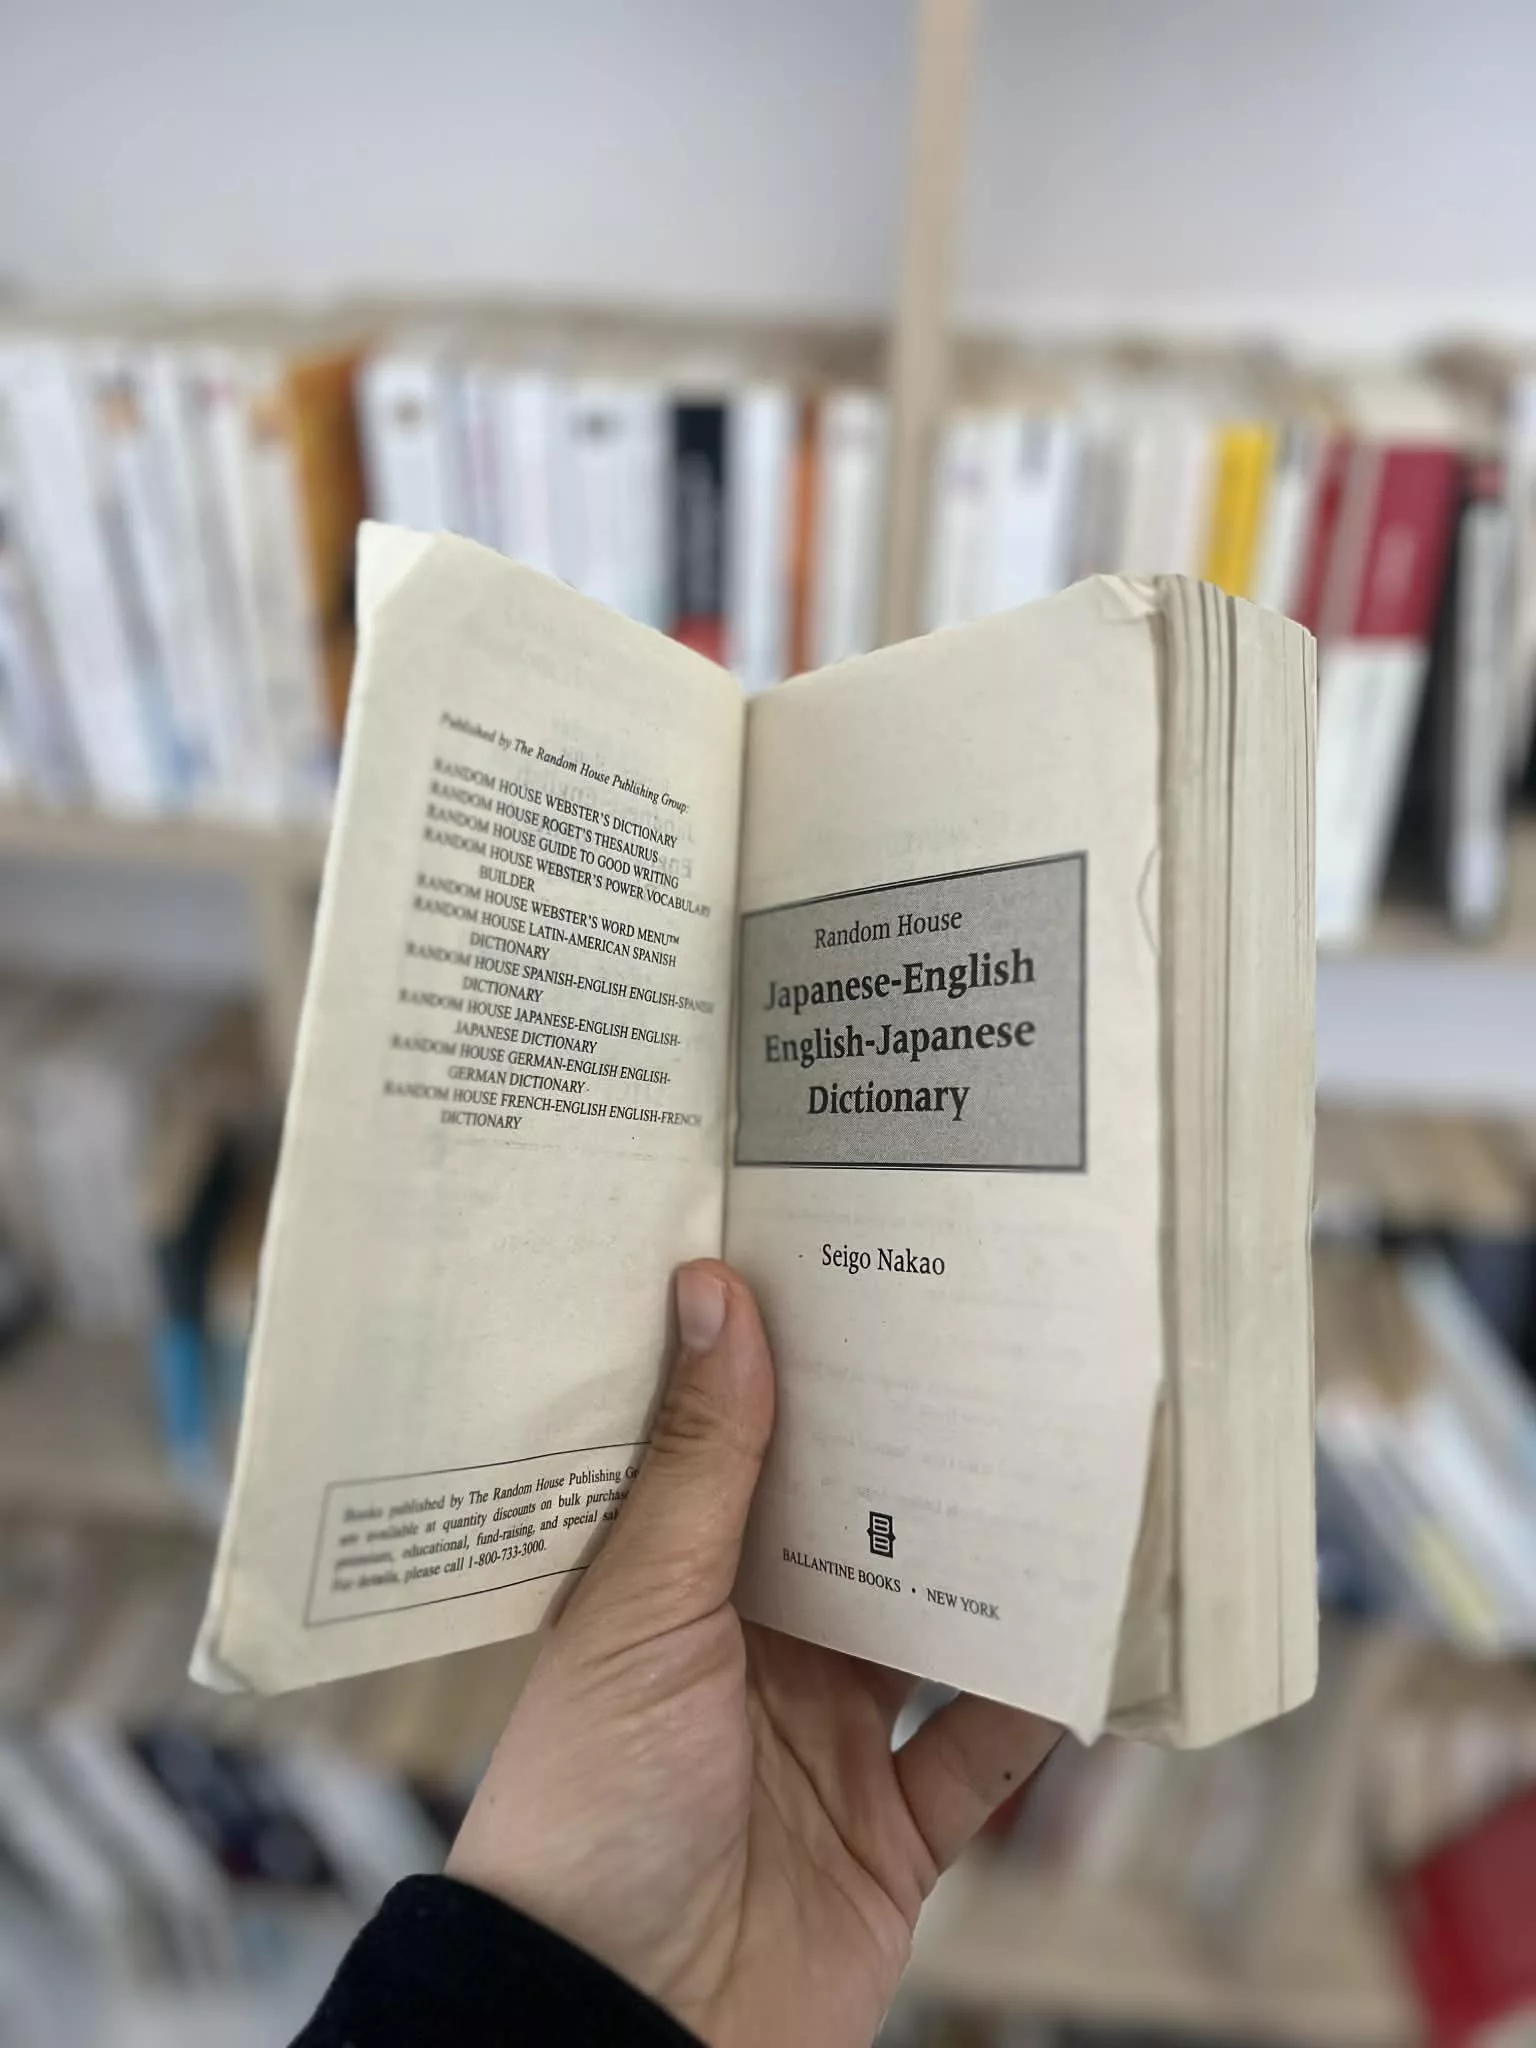 Published by The Random House Publishing Group:
RANDOM HOUSE WEBSTER'S DICTIONARY
RANDOM HOUSE ROGET'S THESAURUS
RANDOM HOUSE GUIDE TO GOOD WRITING
RANDOM HOUSE WEBSTER'S POWER VOCABULARY
BUILDER
RANDOM HOUSE WEBSTER'S WORD MENU™
RANDOM HOUSE LATIN-AMERICAN SPANISH
DICTIONARY
RANDOM HOUSE SPANISH-ENGLISH ENGLISH-SPANISH
DICTIONARY
RANDOM HOUSE JAPANESE-ENGLISH ENGLISH-
JAPANESE DICTIONARY
RANDOM HOUSE GERMAN-ENGLISH ENGLISH-
GERMAN DICTIONARY
RANDOM HOUSE FRENCH-ENGLISH ENGLISH-FRENCH
DICTIONARY
Books published by The Random House Publishing
are available at quantity discounts on bulk
premium, educational, fund-raising, and special
For details, please call 1-800-733-3000.
Random House
Japanese-English
English-Japanese
Dictionary
Seigo Nakao
BALLANTINE BOOKS • NEW YORK